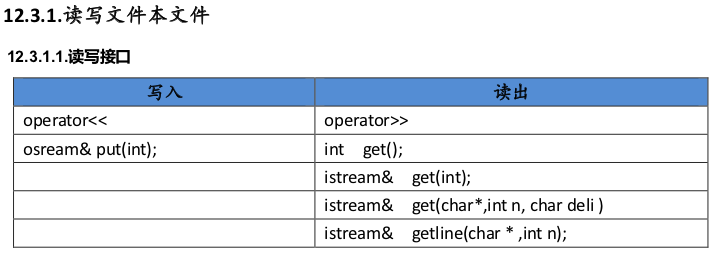 12.3.1.读写文件本文件
12.3.1.1.读写接口
写入 读出
operator<< operator>>
osream& put(int); int get();
istream& get(int);
istream& get(char*,int n, char deli )
istream& getline(char * ,int n);